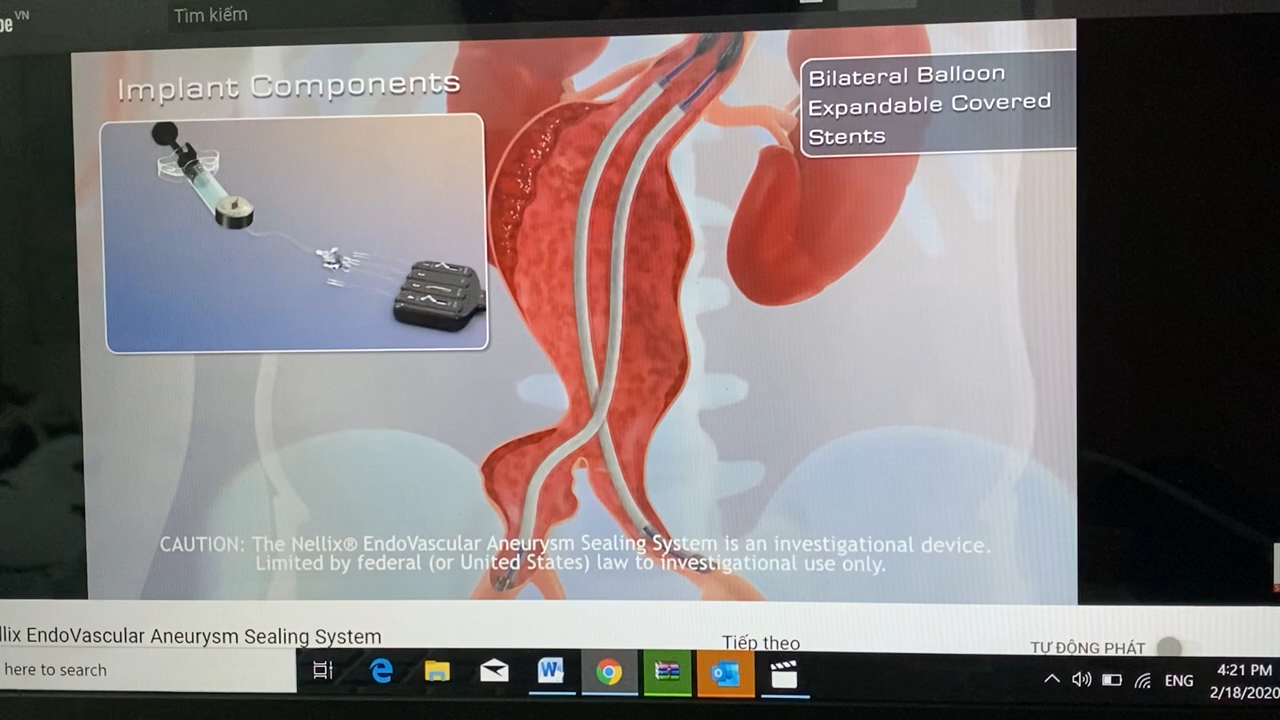 VN
Tìm kiếm
Implant Components
Bilateral Balloon
Expandable Covered
Stents
CAUTION: The Nellix® EndoVascular Aneurysm Sealing System is an investigational device.
Limited by federal (or United States) law to investigational use only.
EndoVascular Aneurysm Sealing System
Tiếp theo
TỰ ĐỘNG PHÁT
here to search
ENG
4:21 PM
2/18/2020